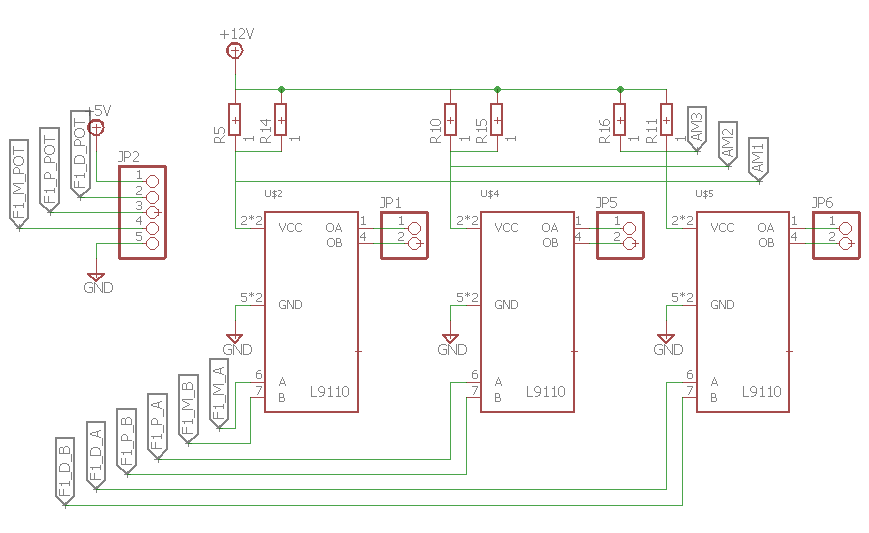 +12V
+5V
F1_M_POT
F1_P_POT
F1_D_POT
JP2
1
2
3
4
5
GND
R5
1
R14
1
R10
R15
1
R16
R11
1
AM3
AM2
AM1
U$2
2*2
VCC
OA
1
OB
4
5*2
GND
GND
6
A
7
B
L9110
JP1
1
2
U$4
2*2
VCC
OA
1
OB
4
5*2
GND
GND
6
A
7
B
L9110
JP5
1
2
U$5
2*2
VCC
OA
1
OB
4
5*2
GND
GND
6
A
7
B
L9110
JP6
1
2
F1_D_B
F1_D_A
F1_P_B
F1_P_A
F1_M_B
F1_M_A